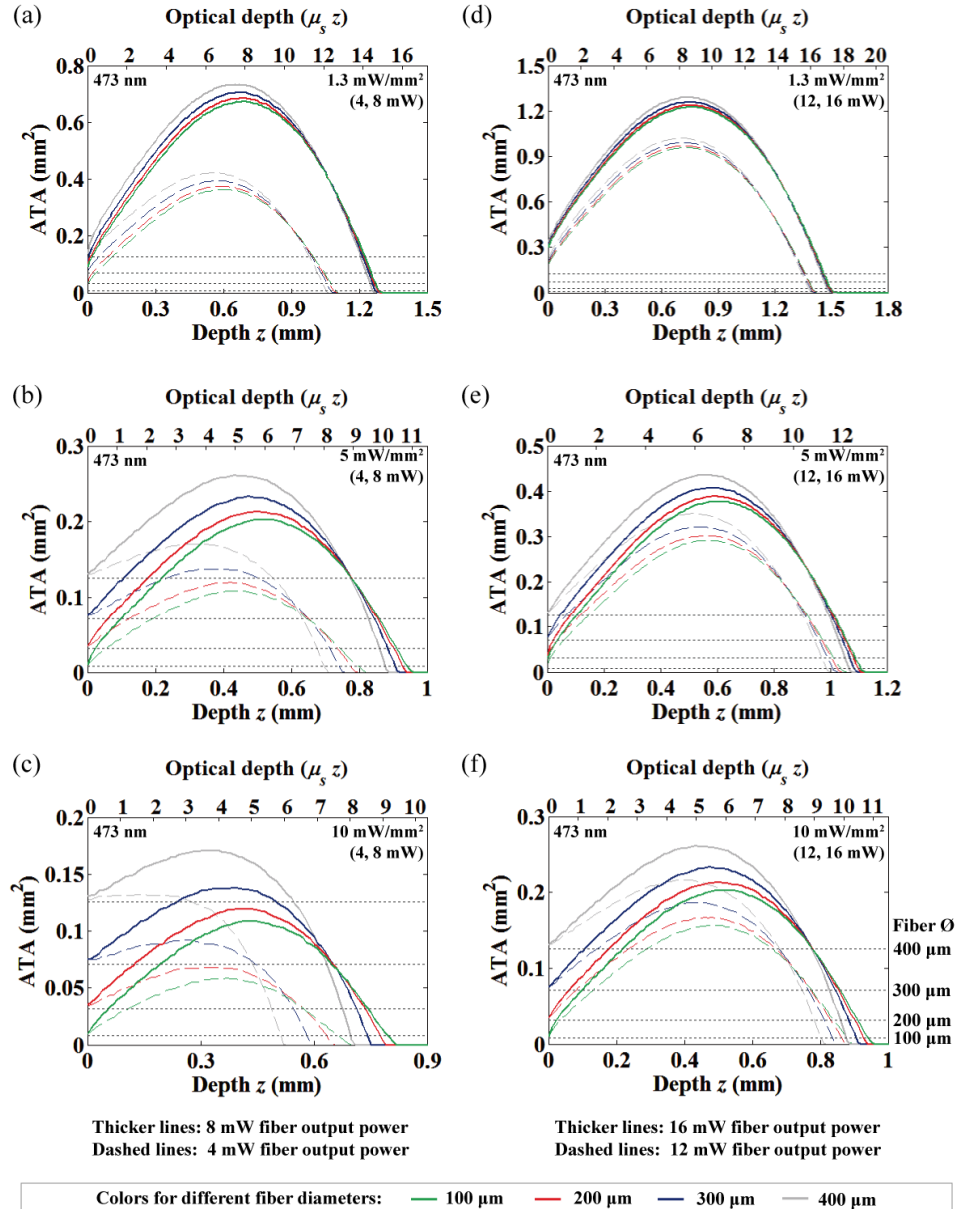 (a)
Optical depth (μs z)
0 2 4 6 8 10 12 14 16
473 nm
1.3 mW/mm²
(4, 8 mW)
ATA (mm²)
0.8
0.6
0.4
0.2
0
0 0.3 0.6 0.9 1.2 1.5
Depth z (mm)
(d)
Optical depth (μs z)
0 2 4 6 8 10 12 14 16 18 20
473 nm
1.3 mW/mm²
(12, 16 mW)
ATA (mm²)
1.5
1.2
0.9
0.6
0.3
0
0 0.3 0.6 0.9 1.2 1.5 1.8
Depth z (mm)
(b)
Optical depth (μs z)
0 1 2 3 4 5 6 7 8 9 10 11
473 nm
5 mW/mm²
(4, 8 mW)
ATA (mm²)
0.3
0.2
0.1
0
0 0.2 0.4 0.6 0.8 1
Depth z (mm)
(e)
Optical depth (μs z)
0 2 4 6 8 10 12
473 nm
5 mW/mm²
(12, 16 mW)
ATA (mm²)
0.5
0.4
0.3
0.2
0.1
0
0 0.2 0.4 0.6 0.8 1 1.2
Depth z (mm)
(c)
Optical depth (μs z)
0 1 2 3 4 5 6 7 8 9 10
473 nm
10 mW/mm²
(4, 8 mW)
ATA (mm²)
0.2
0.15
0.1
0.05
0
0 0.3 0.6 0.9
Depth z (mm)
(f)
Optical depth (μs z)
0 1 2 3 4 5 6 7 8 9 10 11
473 nm
10 mW/mm²
(12, 16 mW)
ATA (mm²)
0.3
0.2
0.1
0
0 0.2 0.4 0.6 0.8 1
Depth z (mm)
Fiber Ø
400 μm
300 μm
200 μm
100 μm
Thicker lines: 8 mW fiber output power
Dashed lines: 4 mW fiber output power
Thicker lines: 16 mW fiber output power
Dashed lines: 12 mW fiber output power
Colors for different fiber diameters: 100 μm 200 μm 300 μm 400 μm